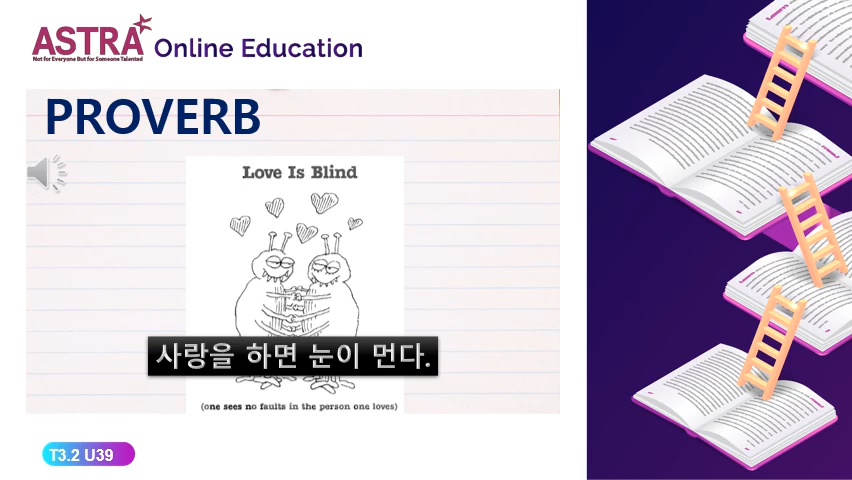 ASTRA Online Education
Not for Everyone But for Someone Talented
PROVERB
Love Is Blind
사랑을 하면 눈이 먼다.
(one sees no faults in the person one loves)
T3.2 U39